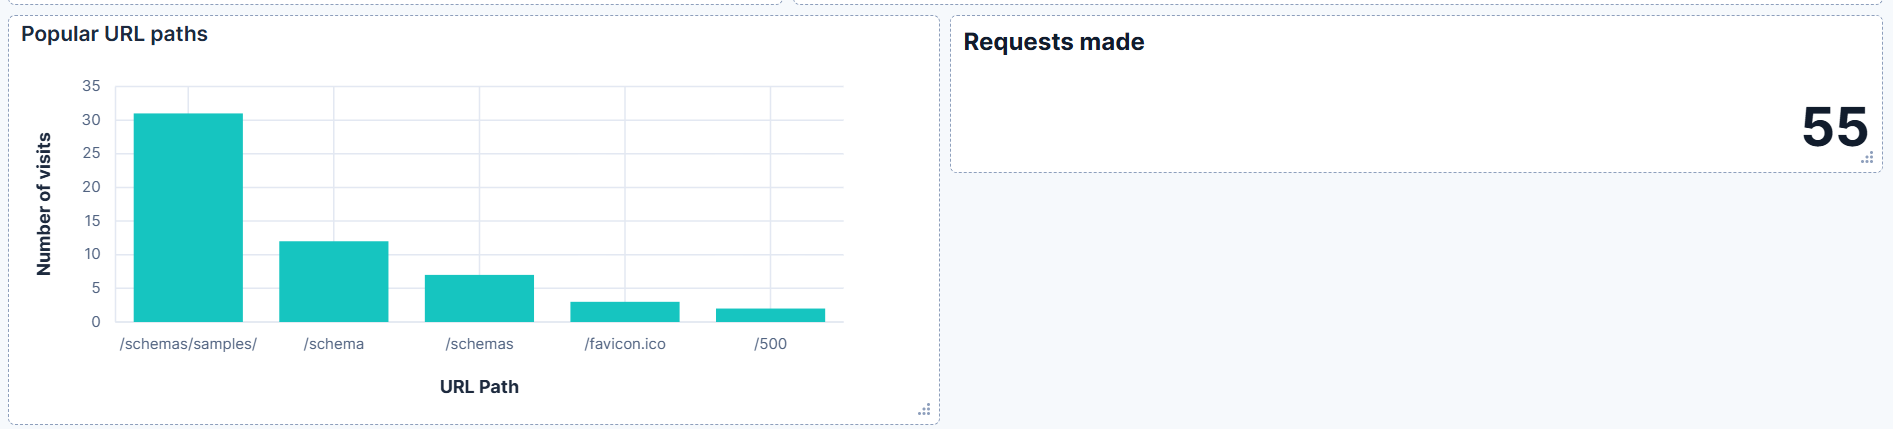 Popular URL paths
35
30
25
20
15
10
5
0
Number of visits
/schemas/samples/
/schema
/schemas
/favicon.ico
/500
URL Path
Requests made
55